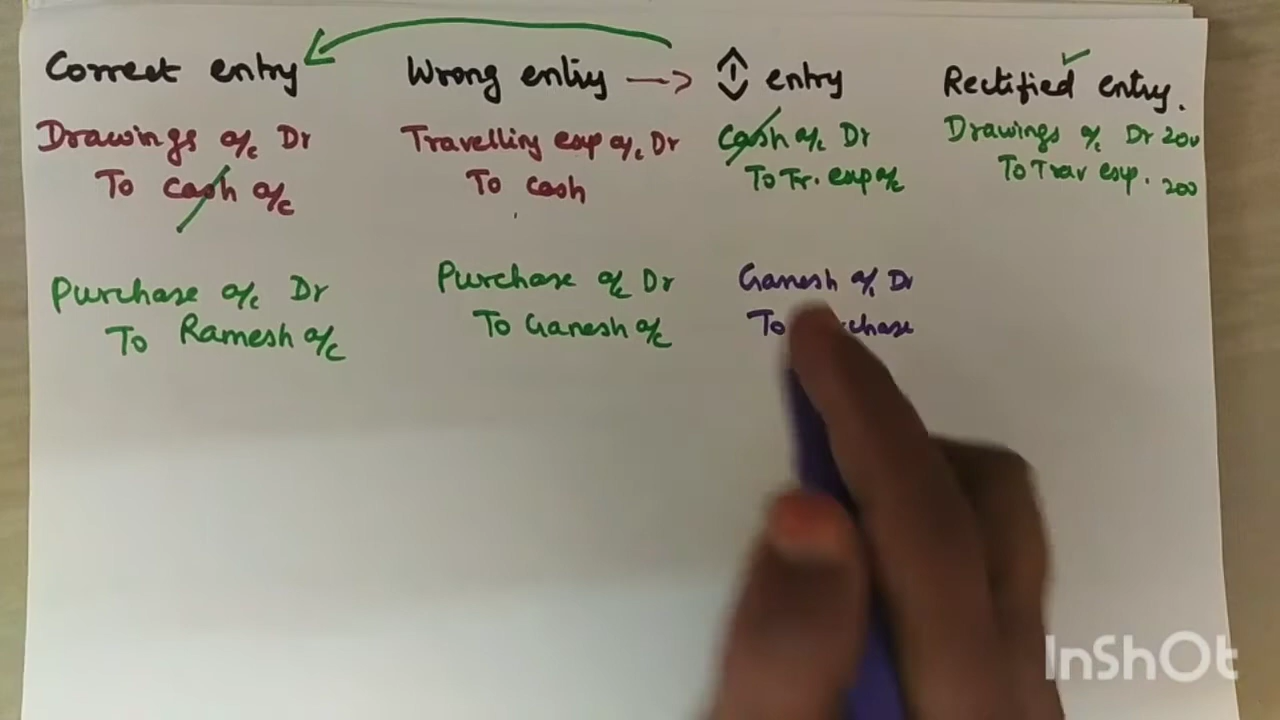 Correct entry
Wrong entry
entry
Rectified entry.
Drawings a/c Dr
To cash a/c
Travelling exp a/c Dr
To cash
Cash a/c Dr
To Tr. exp a/c
Drawings a/c Dr 200
To Trav exp. 200
Purchase a/c Dr
To Ramesh a/c
Purchase a/c Dr
To Ganesh a/c
Ganesh a/c Dr
To
InShOt